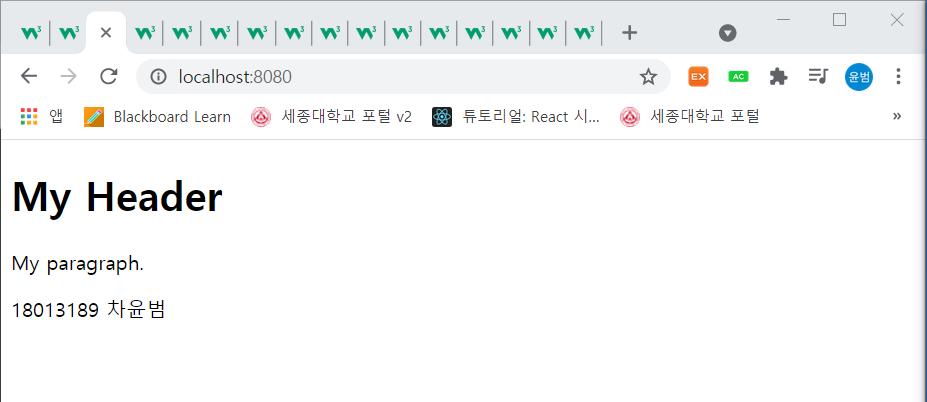 localhost:8080
EX
AC
윤범
앱
Blackboard Learn
세종대학교 포털 v2
튜토리얼: React 시...
세종대학교 포털
»
My Header
My paragraph.
18013189 차윤범